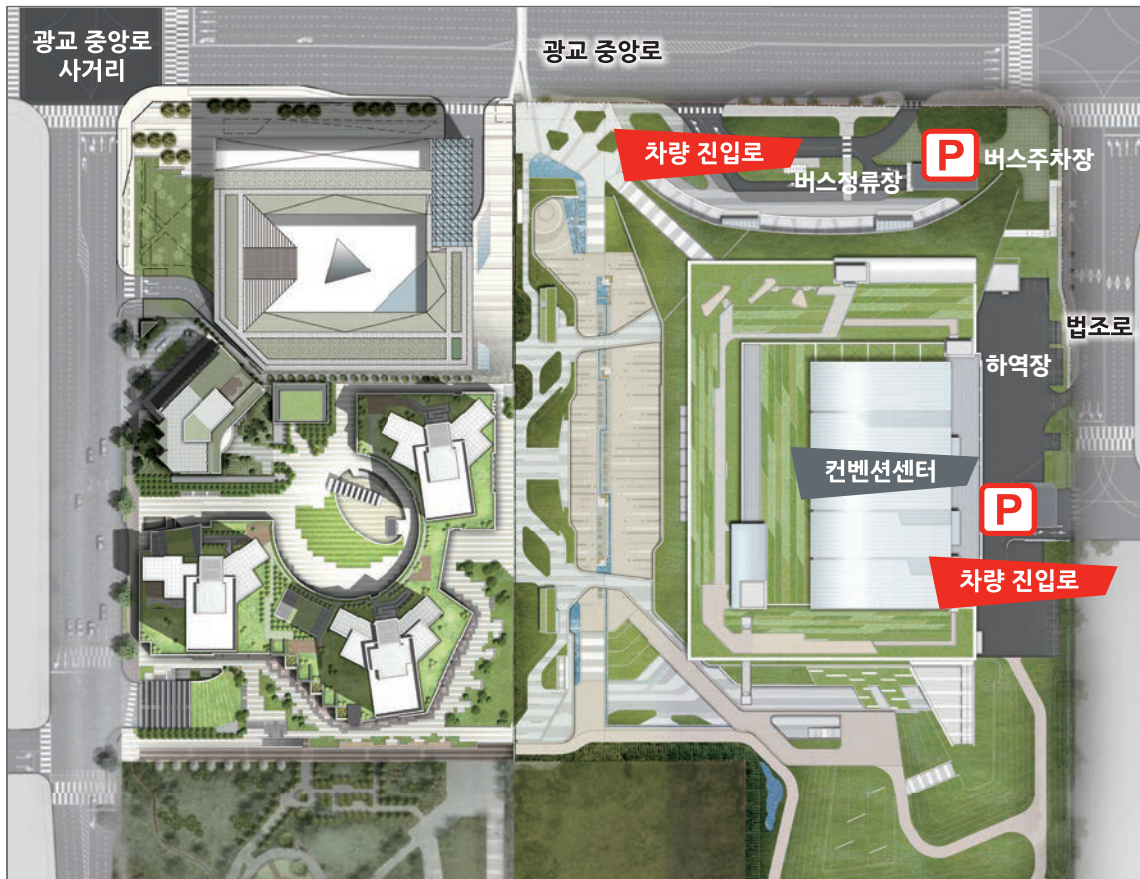 광교 중앙로
사거리
광교 중앙로
차량 진입로
P
버스주차장
버스정류장
법조로
하역장
컨벤션센터
P
차량 진입로